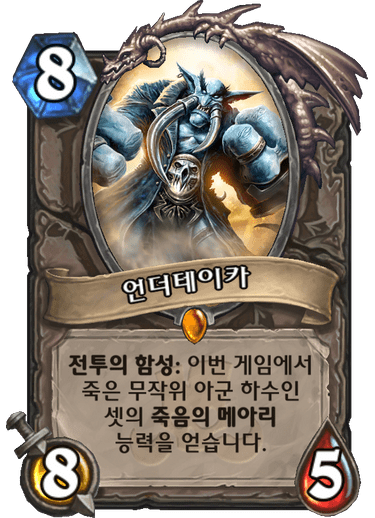 8
언더테이카
전투의 함성: 이번 게임에서
죽은 무작위 아군 하수인
셋의 죽음의 메아리
능력을 얻습니다.
8
5